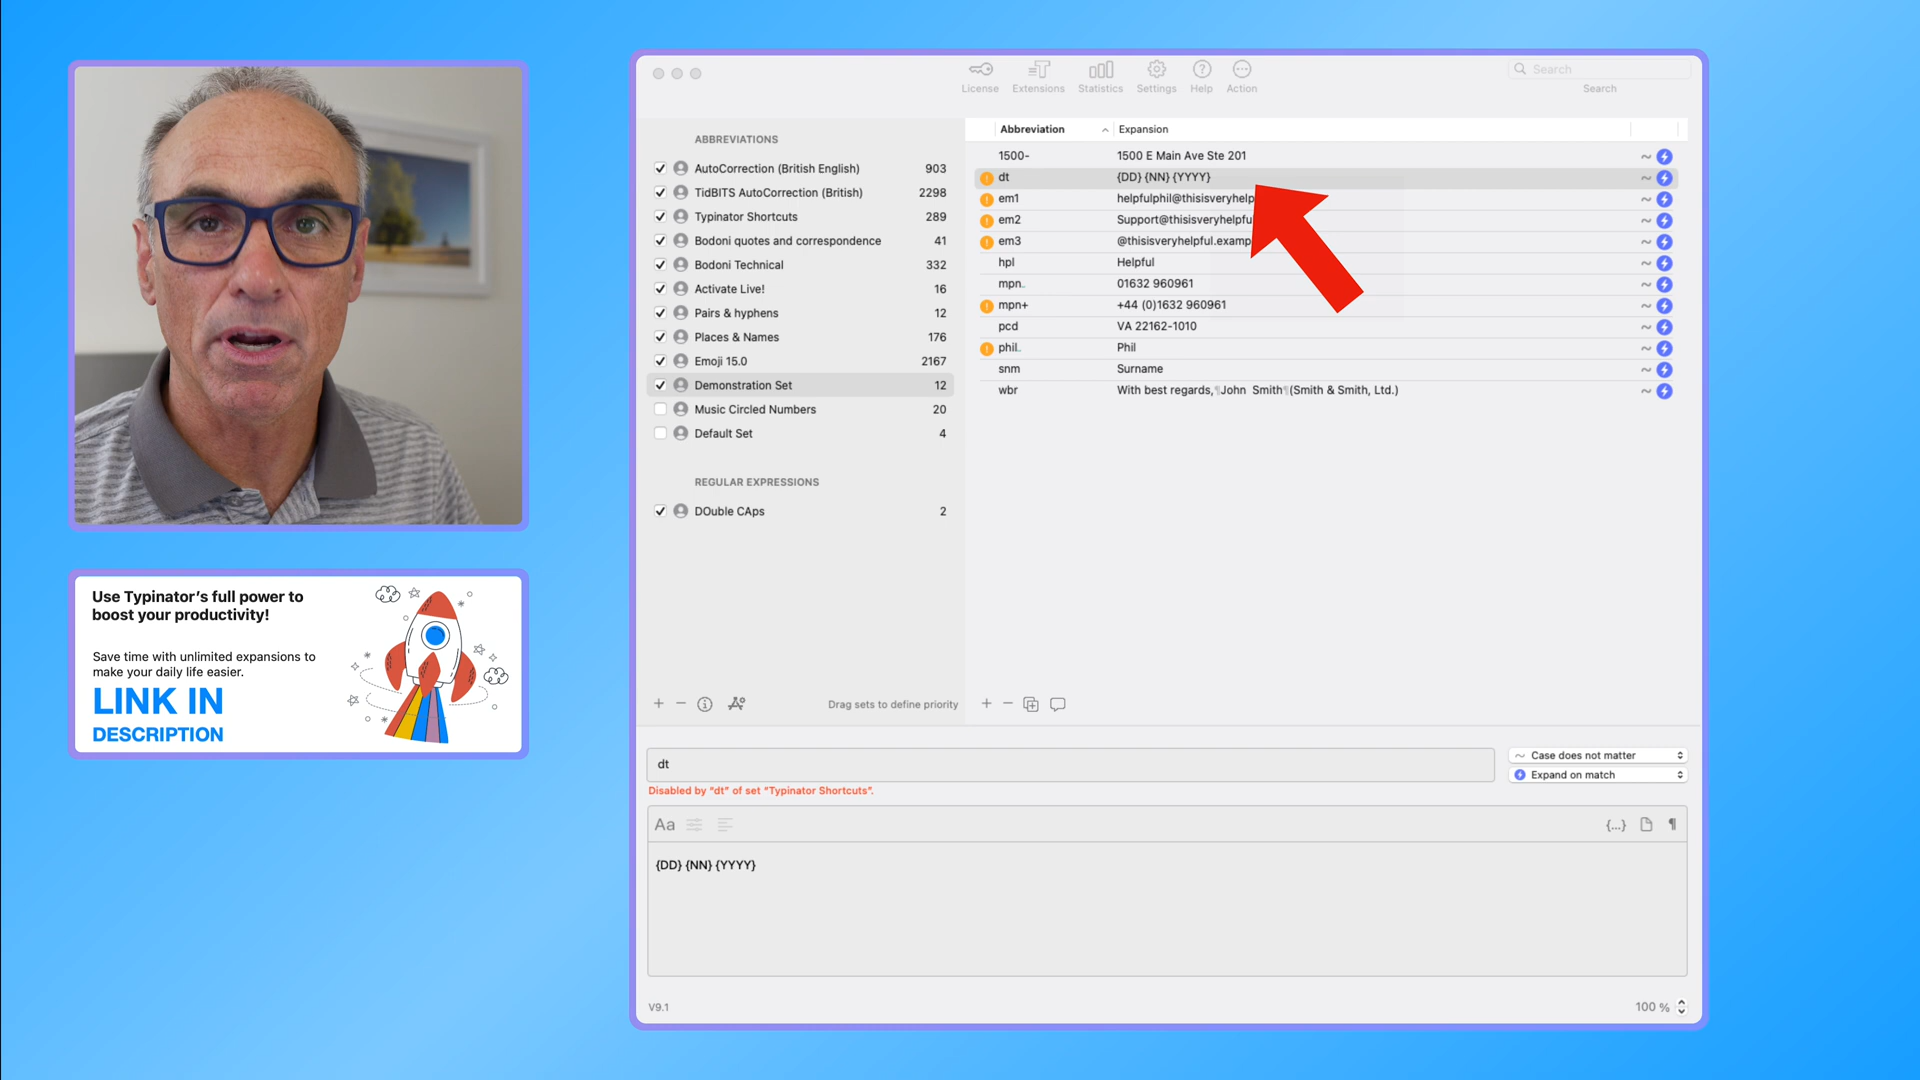 License
Extensions
Statistics
Settings
Help
Action
Search
Search
ABBREVIATIONS
AutoCorrection (British English) 903
TidBITS AutoCorrection (British) 2298
Typinator Shortcuts 289
Bodoni quotes and correspondence 41
Bodoni Technical 332
Activate Live! 16
Pairs & hyphens 12
Places & Names 176
Emoji 15.0 2167
Demonstration Set 12
Music Circled Numbers 20
Default Set 4
REGULAR EXPRESSIONS
DOuble CAps 2
Drag sets to define priority
Abbreviation Expansion
1500- 1500 E Main Ave Ste 201
dt {DD} {NN} {YYYY}
em1 helpfulphil@thisisveryhelp
em2 Support@thisisveryhelpfu
em3 @thisisveryhelpful.examp
hpl Helpful
mpn.. 01632 960961
mpn+ +44 (0)1632 960961
pcd VA 22162-1010
phil.. Phil
snm Surname
wbr With best regards,¶John Smith¶(Smith & Smith, Ltd.)
dt
Case does not matter
Expand on match
Disabled by “dt” of set “Typinator Shortcuts”.
Aa
{...}
¶
{DD} {NN} {YYYY}
V9.1
100 %
Use Typinator’s full power to
boost your productivity!
Save time with unlimited expansions to
make your daily life easier.
LINK IN
DESCRIPTION